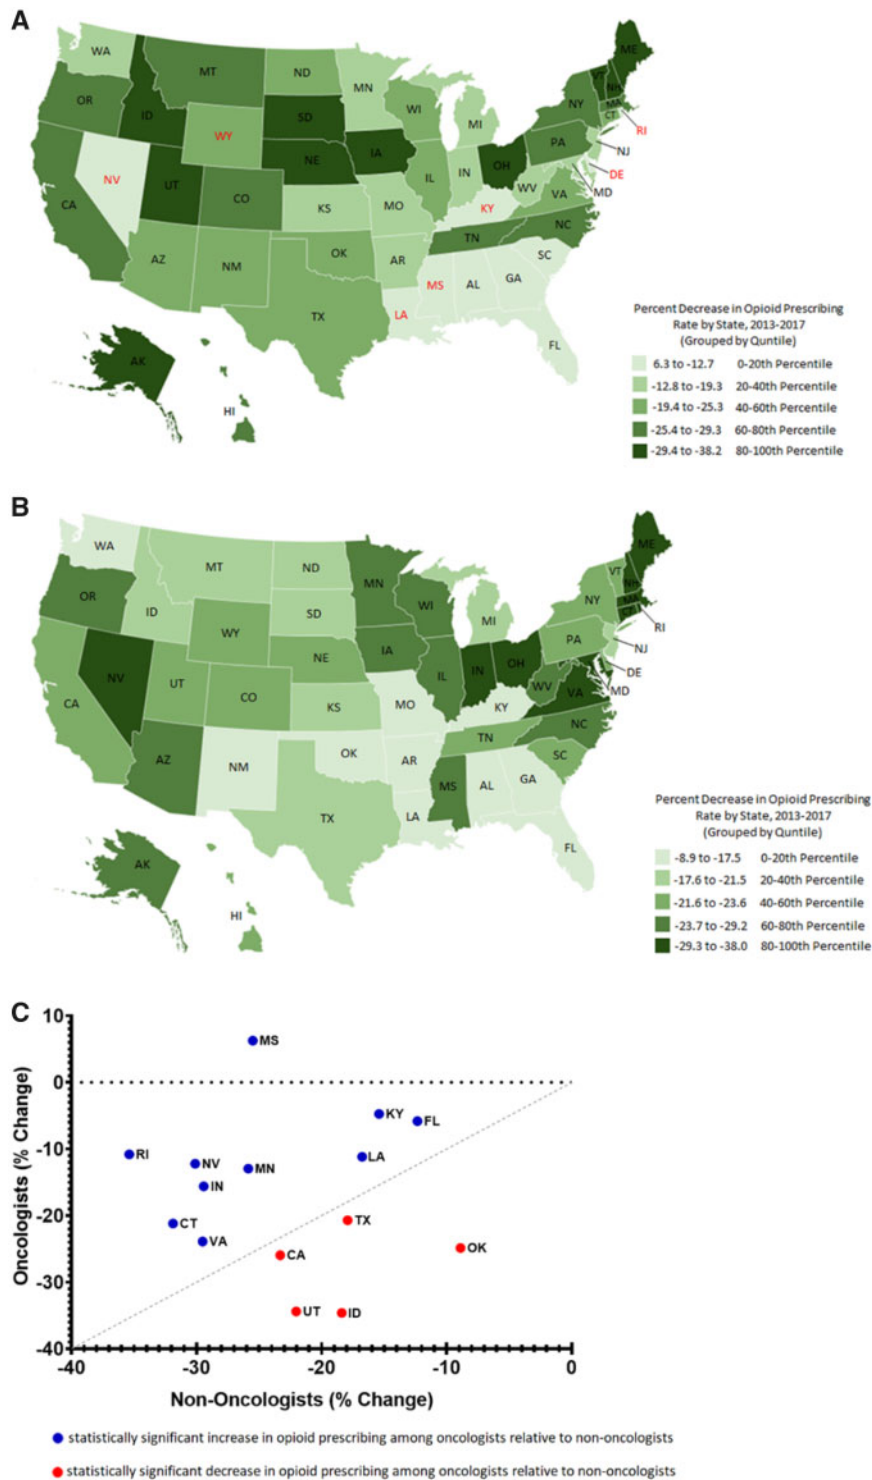 A
WA
MT
ND
MN
ME
VT
NH
OR
ID
SD
WI
MI
NY
MA
CT
RI
WY
NE
IA
PA
NJ
NV
UT
CO
IL
IN
OH
WV
DE
MD
CA
KS
MO
KY
VA
NC
TN
AZ
NM
OK
AR
SC
TX
LA
MS
AL
GA
FL
AK
HI
Percent Decrease in Opioid Prescribing
Rate by State, 2013-2017
(Grouped by Quntile)
6.3 to -12.7 0-20th Percentile
-12.8 to -19.3 20-40th Percentile
-19.4 to -25.3 40-60th Percentile
-25.4 to -29.3 60-80th Percentile
-29.4 to -38.2 80-100th Percentile
B
WA
MT
ND
MN
ME
VT
NH
OR
ID
SD
WI
MI
NY
MA
CT
RI
WY
NE
IA
PA
NJ
NV
UT
CO
IL
IN
OH
WV
DE
MD
CA
KS
MO
KY
VA
NC
TN
AZ
NM
OK
AR
SC
TX
LA
MS
AL
GA
FL
AK
HI
Percent Decrease in Opioid Prescribing
Rate by State, 2013-2017
(Grouped by Quntile)
-8.9 to -17.5 0-20th Percentile
-17.6 to -21.5 20-40th Percentile
-21.6 to -23.6 40-60th Percentile
-23.7 to -29.2 60-80th Percentile
-29.3 to -38.0 80-100th Percentile
C
Oncologists (% Change)
10
0
-10
-20
-30
-40
MS
KY
FL
RI
NV
MN
LA
IN
CT
VA
TX
CA
OK
UT
ID
-40 -30 -20 -10 0
Non-Oncologists (% Change)
statistically significant increase in opioid prescribing among oncologists relative to non-oncologists
statistically significant decrease in opioid prescribing among oncologists relative to non-oncologists